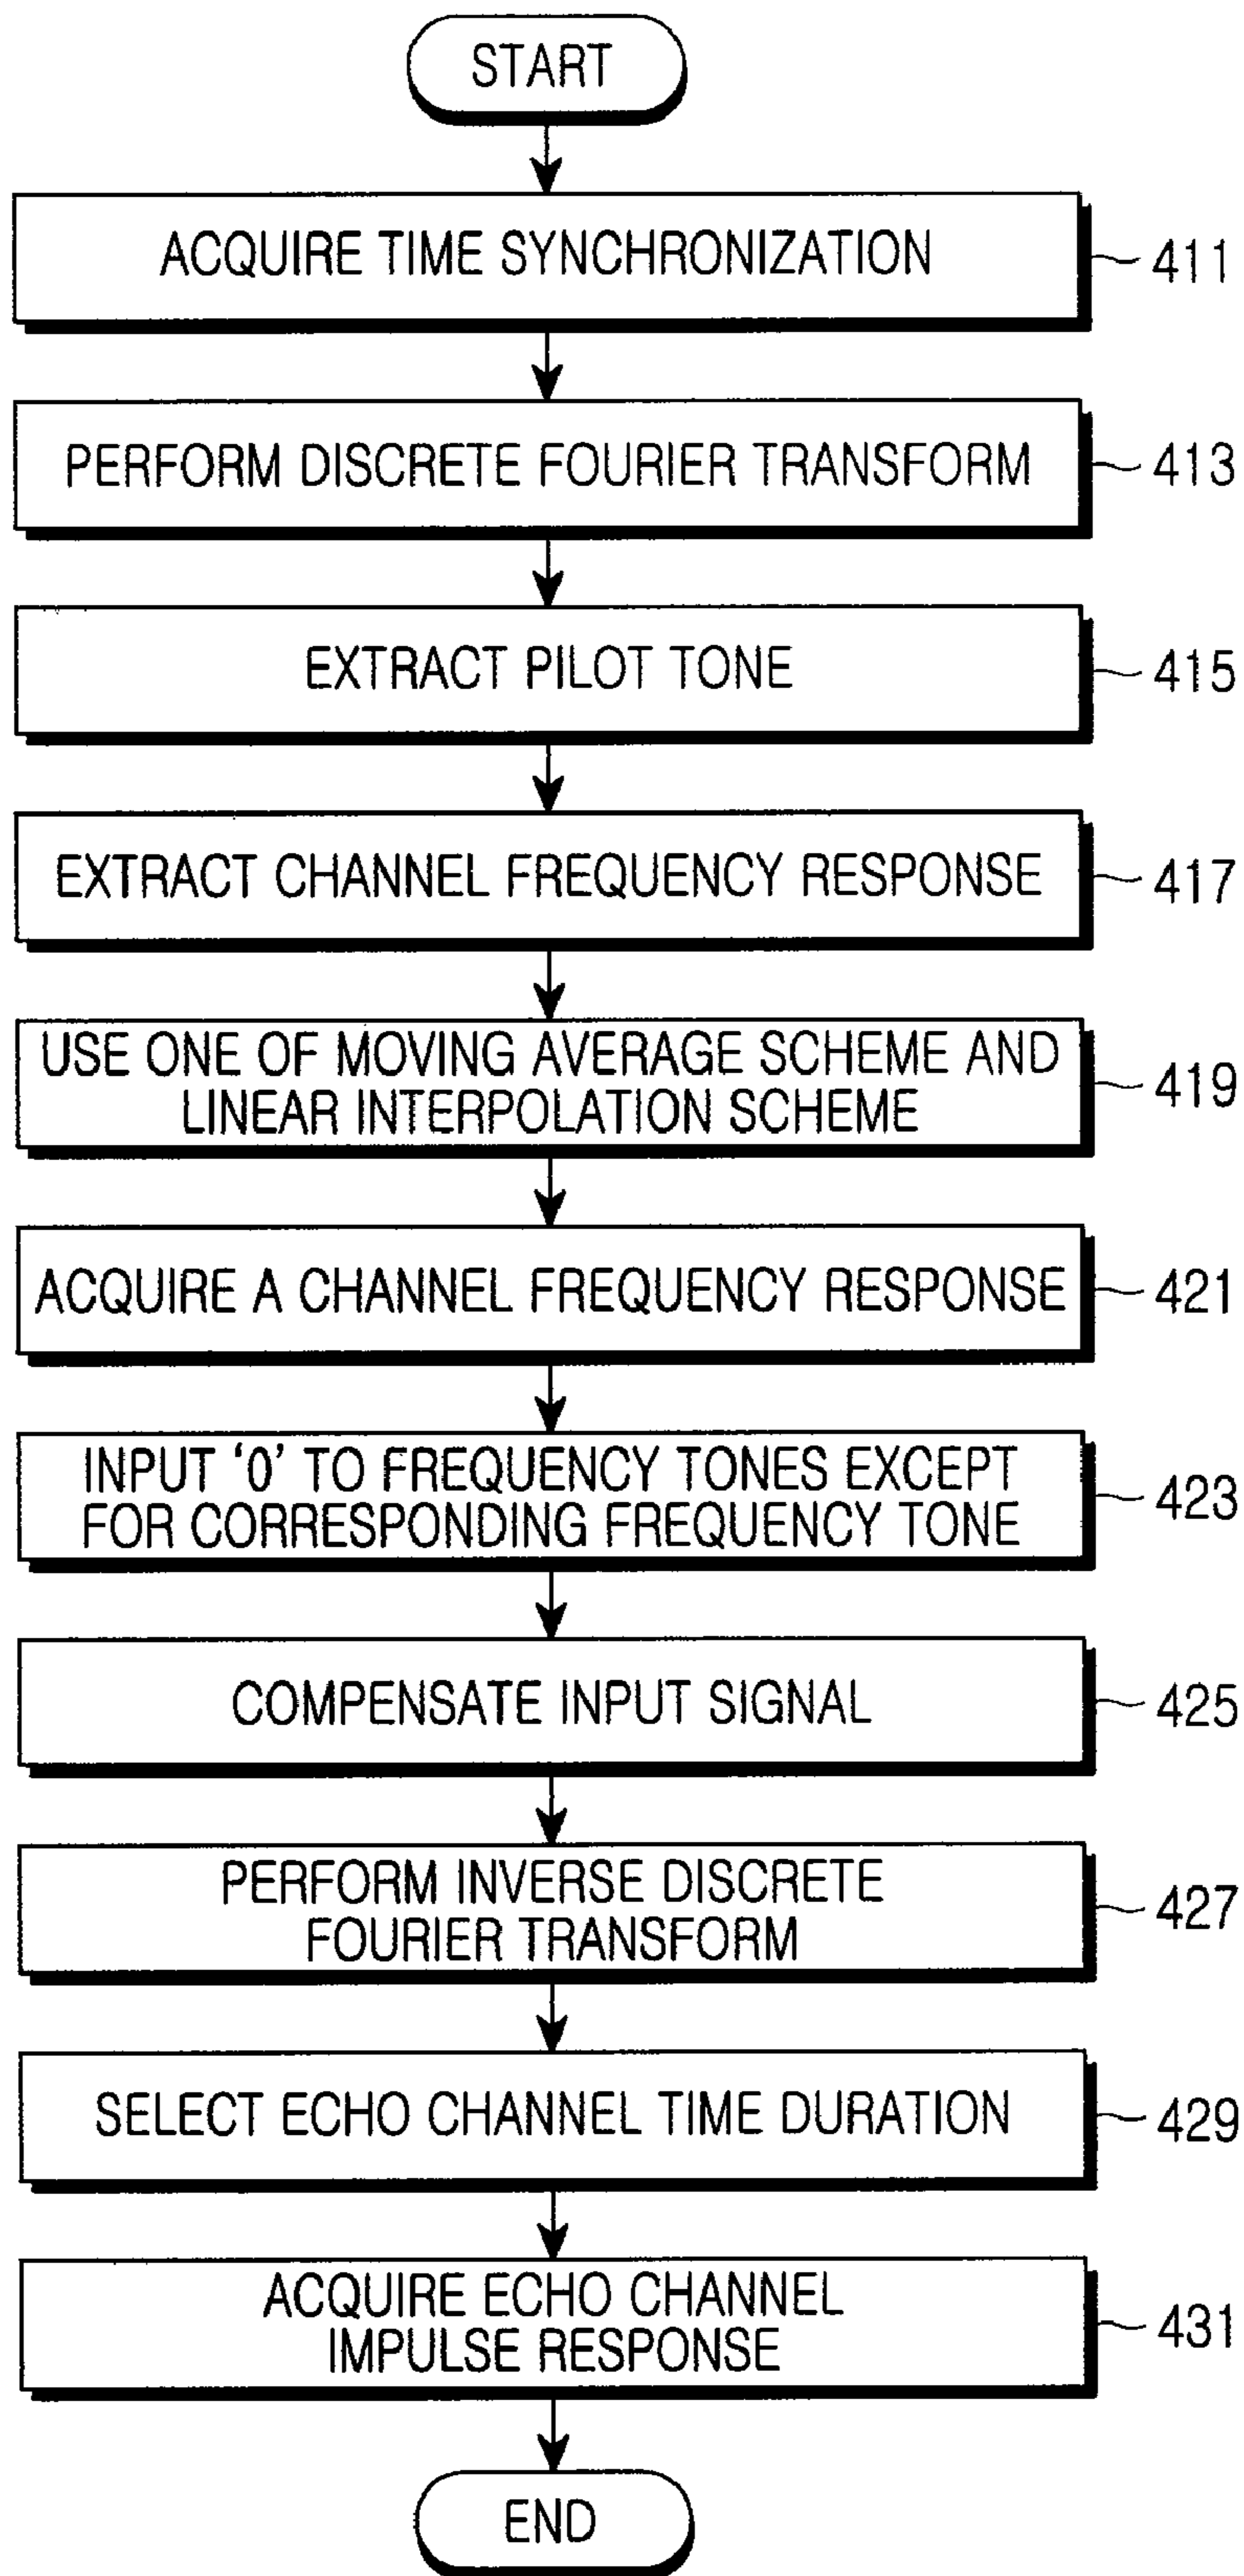 START
ACQUIRE TIME SYNCHRONIZATION
411
PERFORM DISCRETE FOURIER TRANSFORM
413
EXTRACT PILOT TONE
415
EXTRACT CHANNEL FREQUENCY RESPONSE
417
USE ONE OF MOVING AVERAGE SCHEME AND
LINEAR INTERPOLATION SCHEME
419
ACQUIRE A CHANNEL FREQUENCY RESPONSE
421
INPUT ‘0’ TO FREQUENCY TONES EXCEPT
FOR CORRESPONDING FREQUENCY TONE
423
COMPENSATE INPUT SIGNAL
425
PERFORM INVERSE DISCRETE
FOURIER TRANSFORM
427
SELECT ECHO CHANNEL TIME DURATION
429
ACQUIRE ECHO CHANNEL
IMPULSE RESPONSE
431
END